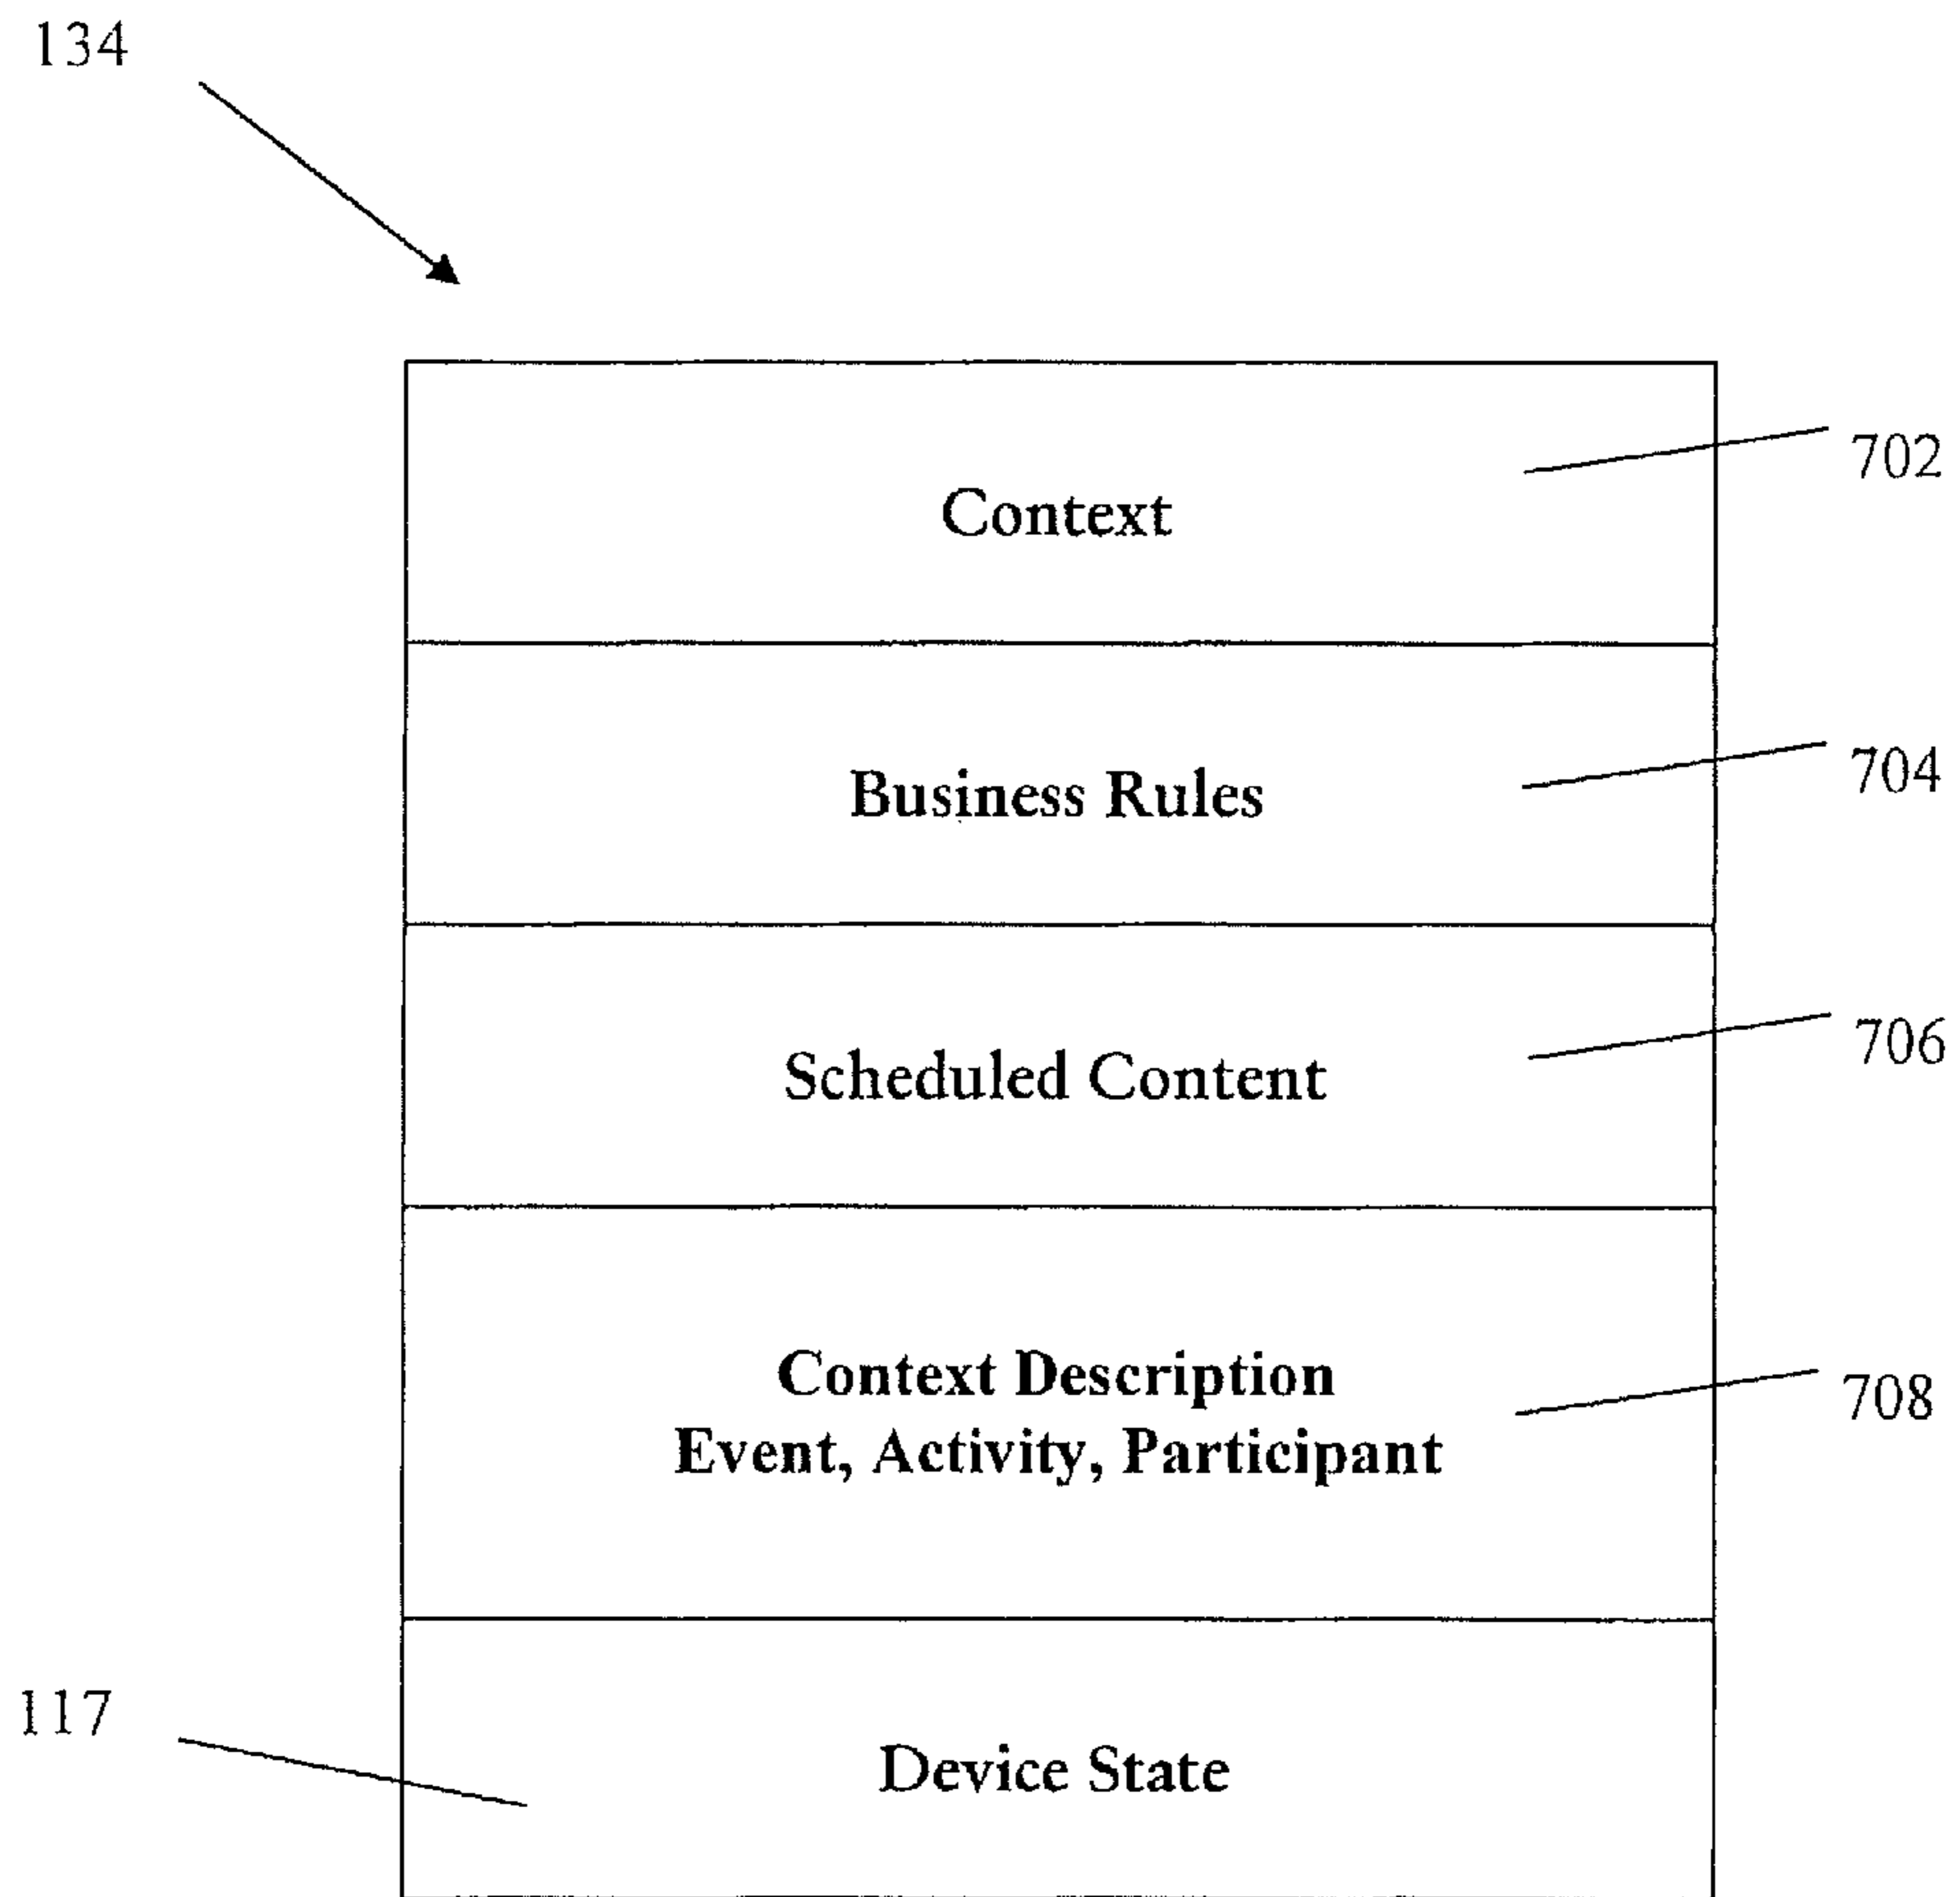 134
702
Context
704
Business Rules
706
Scheduled Content
Context Description
708
Event, Activity, Participant
117
Device State